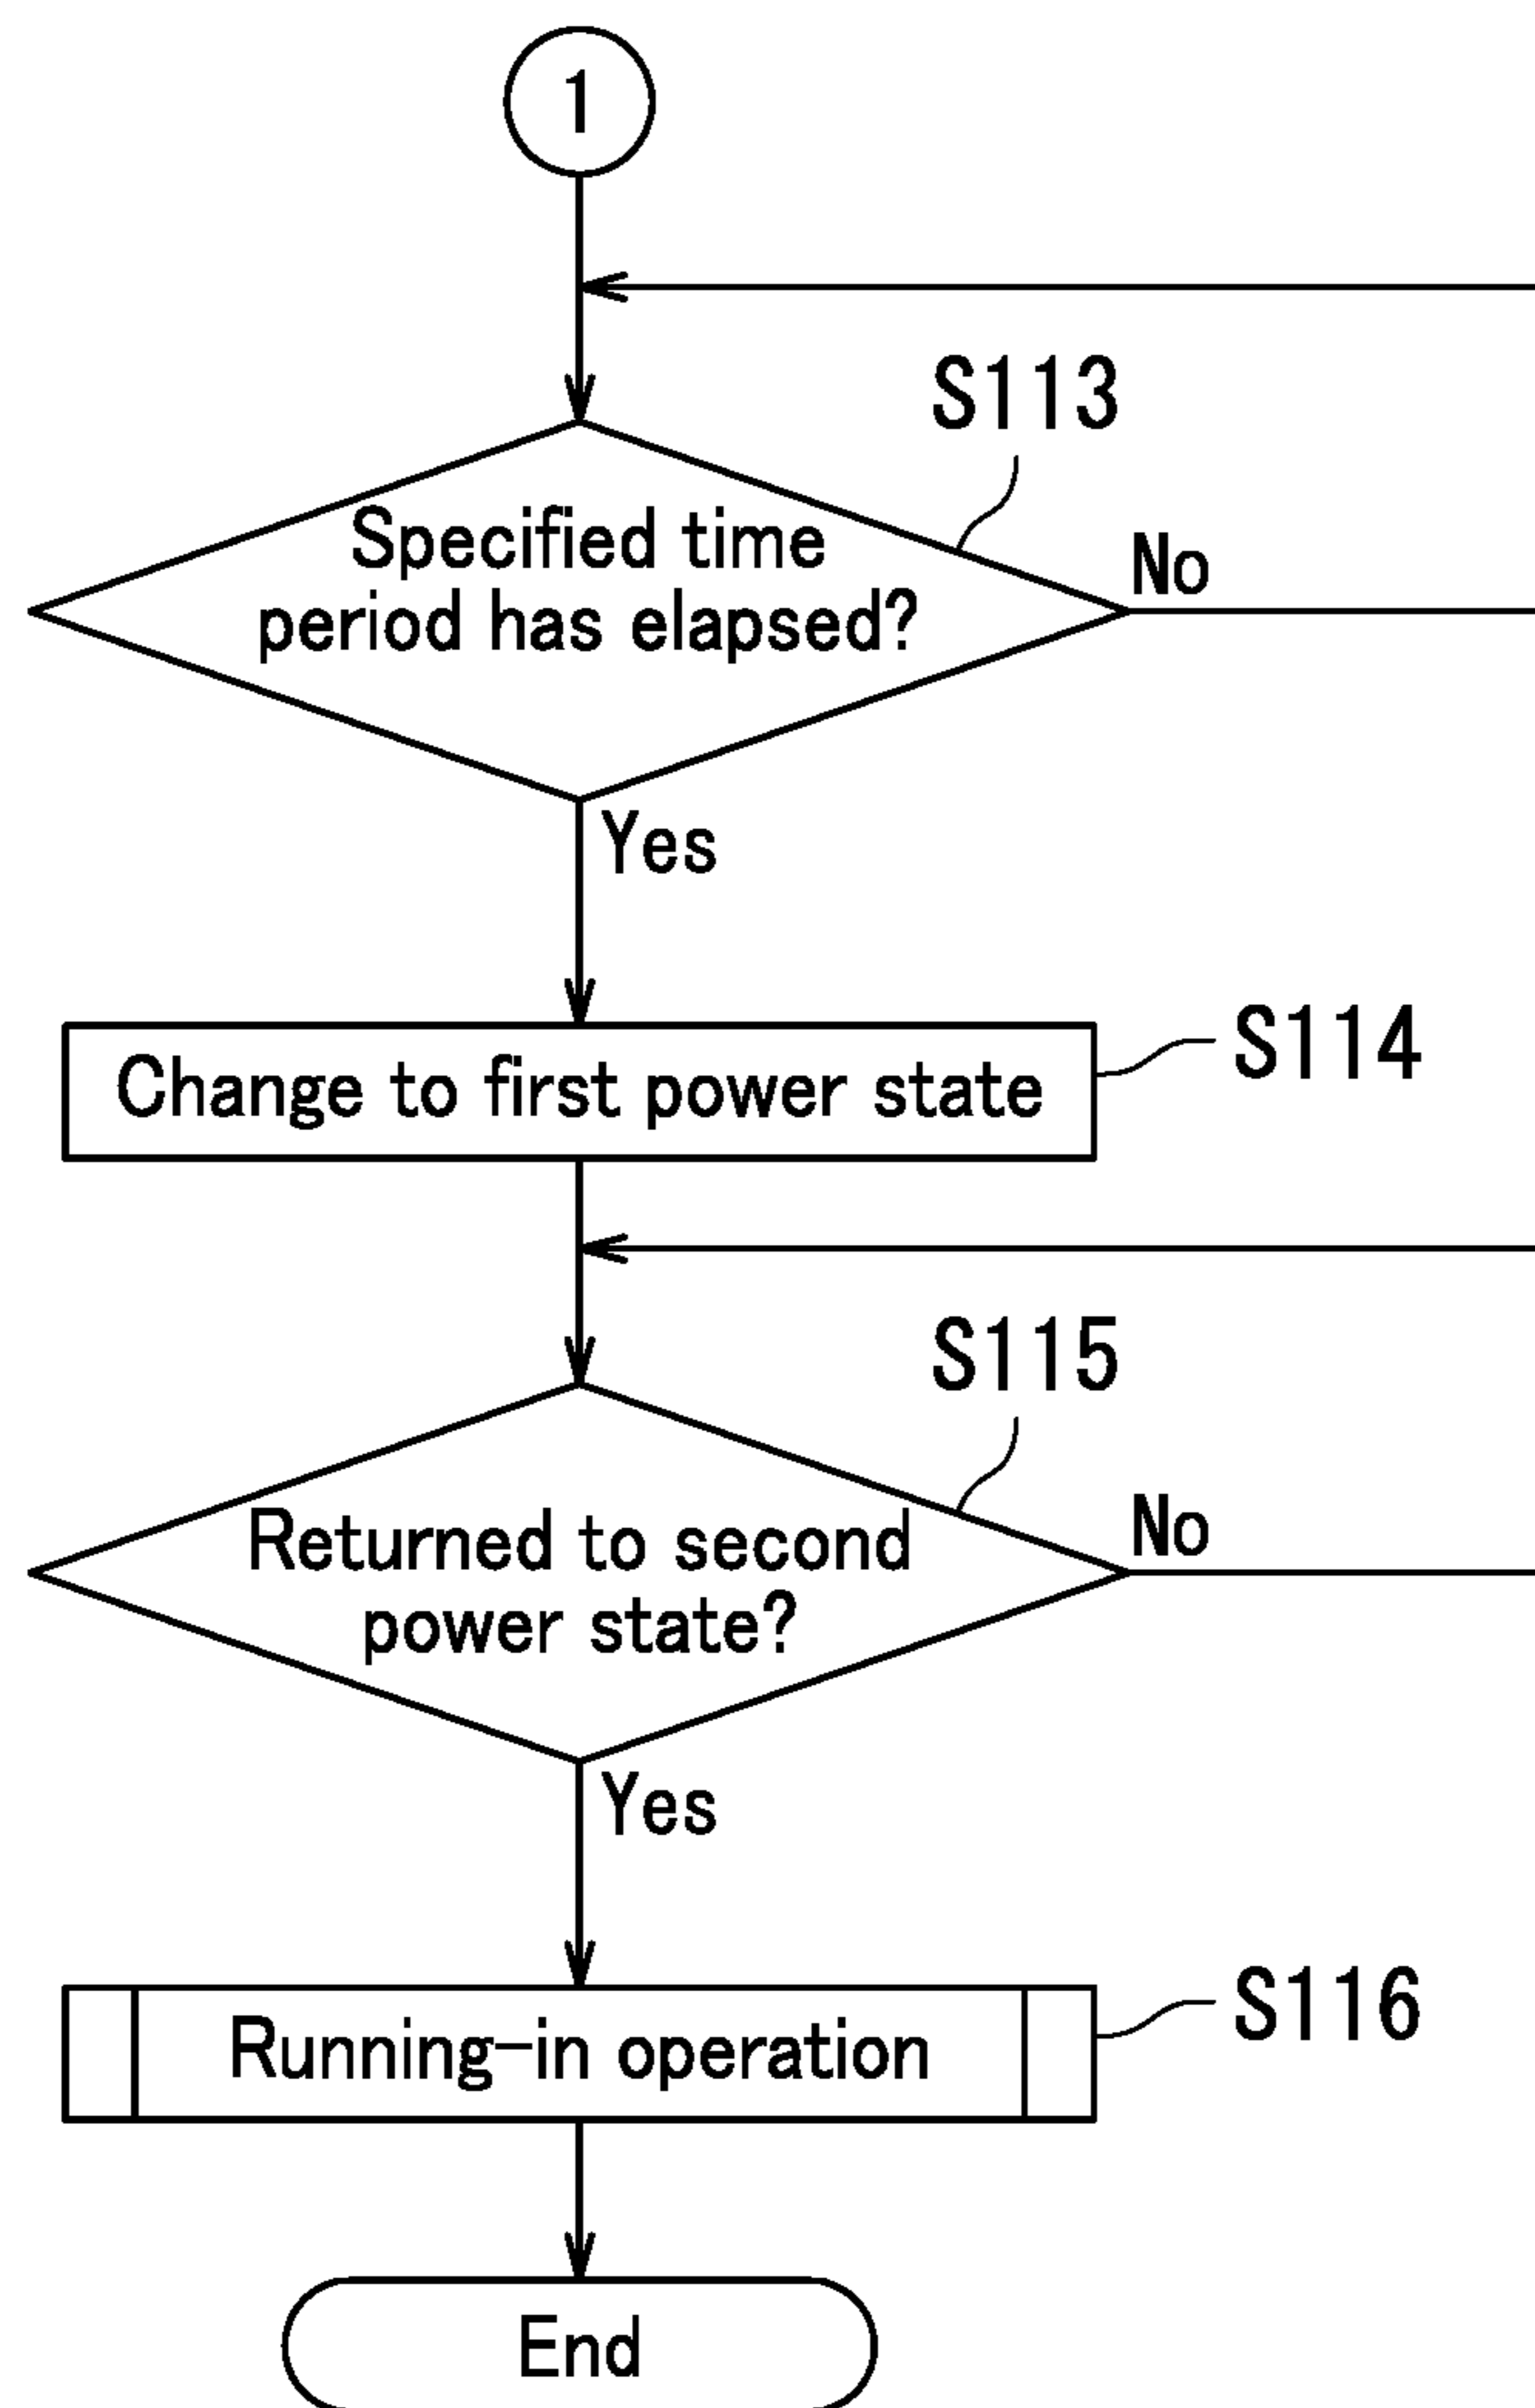 1
S113
Specified time
period has elapsed?
No
Yes
Change to first power state
S114
S115
Returned to second
power state?
No
Yes
Running-in operation
S116
End